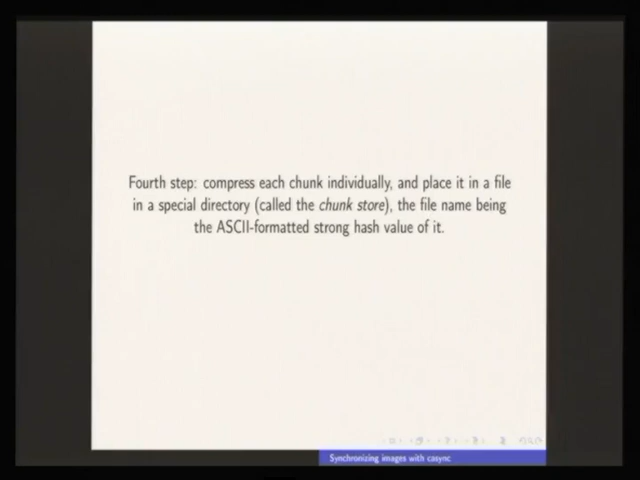 Fourth step: compress each chunk individually, and place it in a file
in a special directory (called the chunk store), the file name being
the ASCII-formatted strong hash value of it.
Synchronizing images with casync